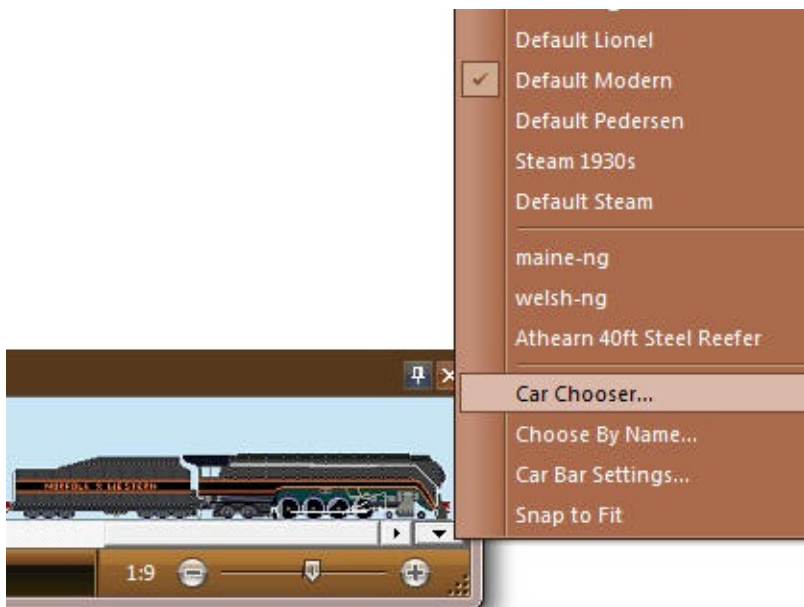 Default Lionel
Default Modern
Default Pedersen
Steam 1930s
Default Steam
maine-ng
welsh-ng
Athearn 40ft Steel Reefer
Car Chooser...
Choose By Name...
Car Bar Settings...
Snap to Fit
NORFOLK & WESTERN
1:9